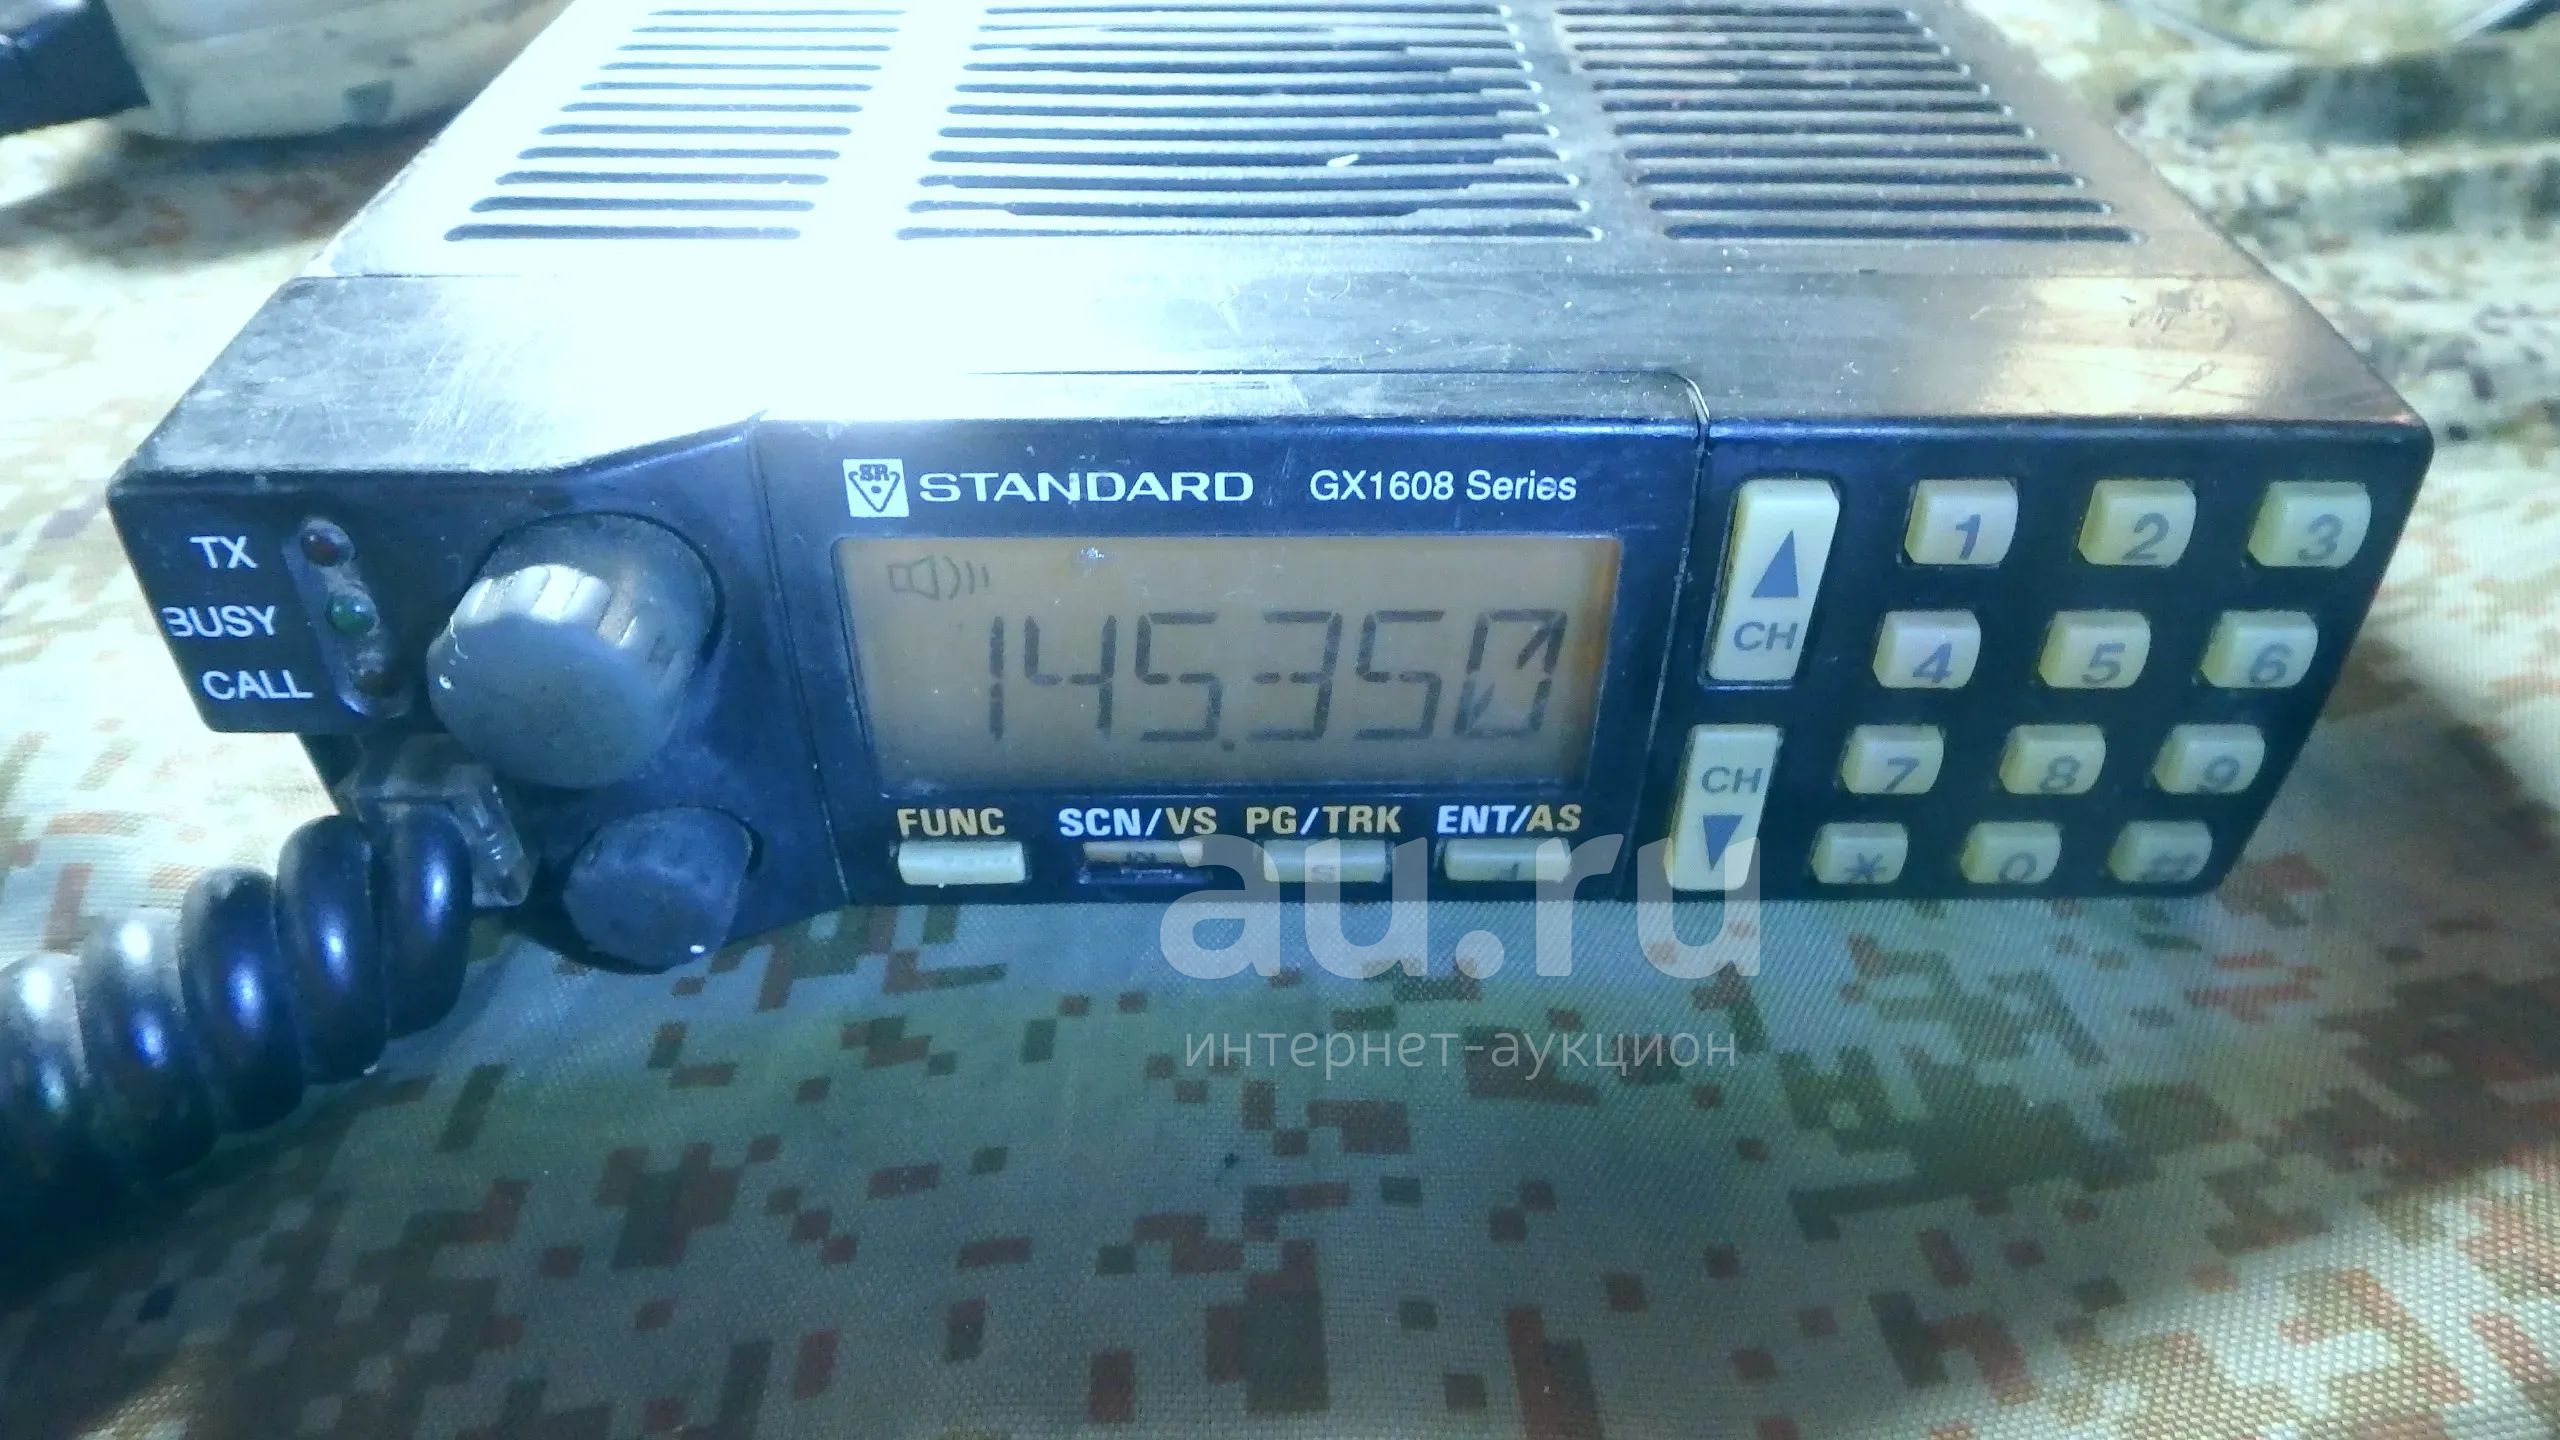 SR STANDARD GX1608 Series
TX
BUSY
CALL
145.350
FUNC SCN/VS PG/TRK ENT/AS
S
CH
CH
1 2 3
4 5 6
7 8 9
* 0 #
au.ru
интернет-аукцион